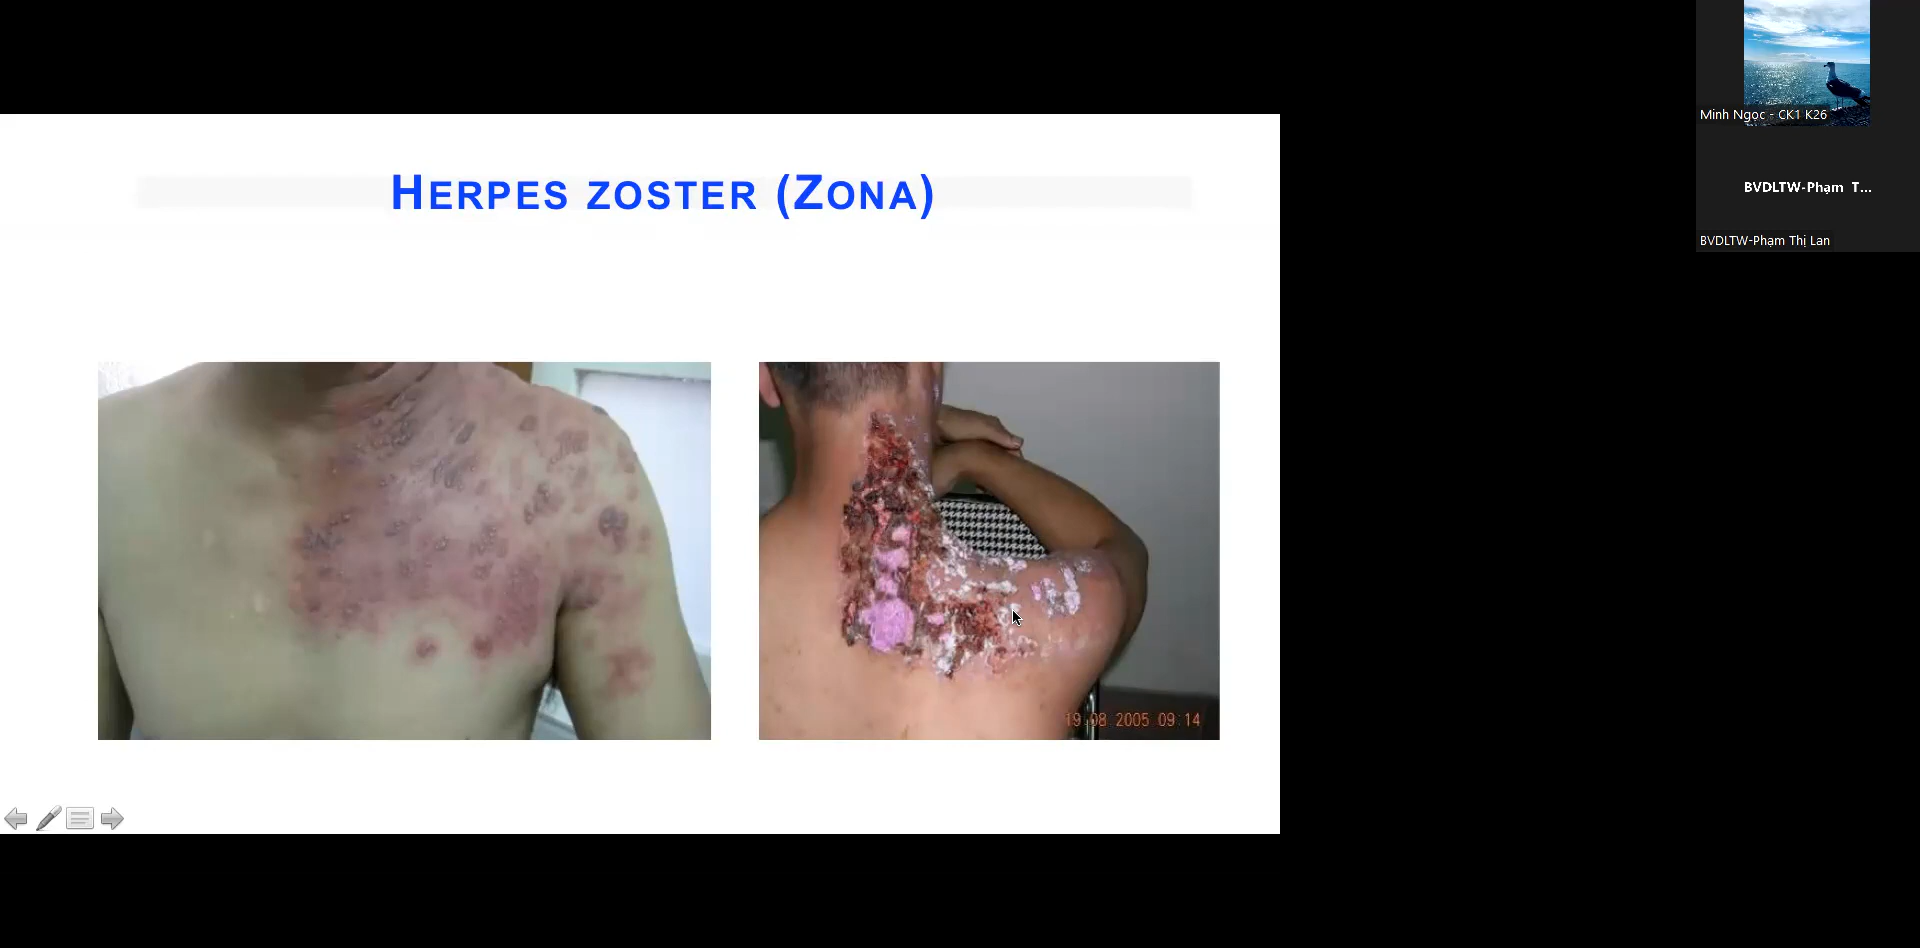 HERPES ZOSTER (ZONA)
19 08 2005 09:14
Minh Ngọc - CK1 K26
BVDLTW-Phạm T...
BVDLTW-Phạm Thị Lan